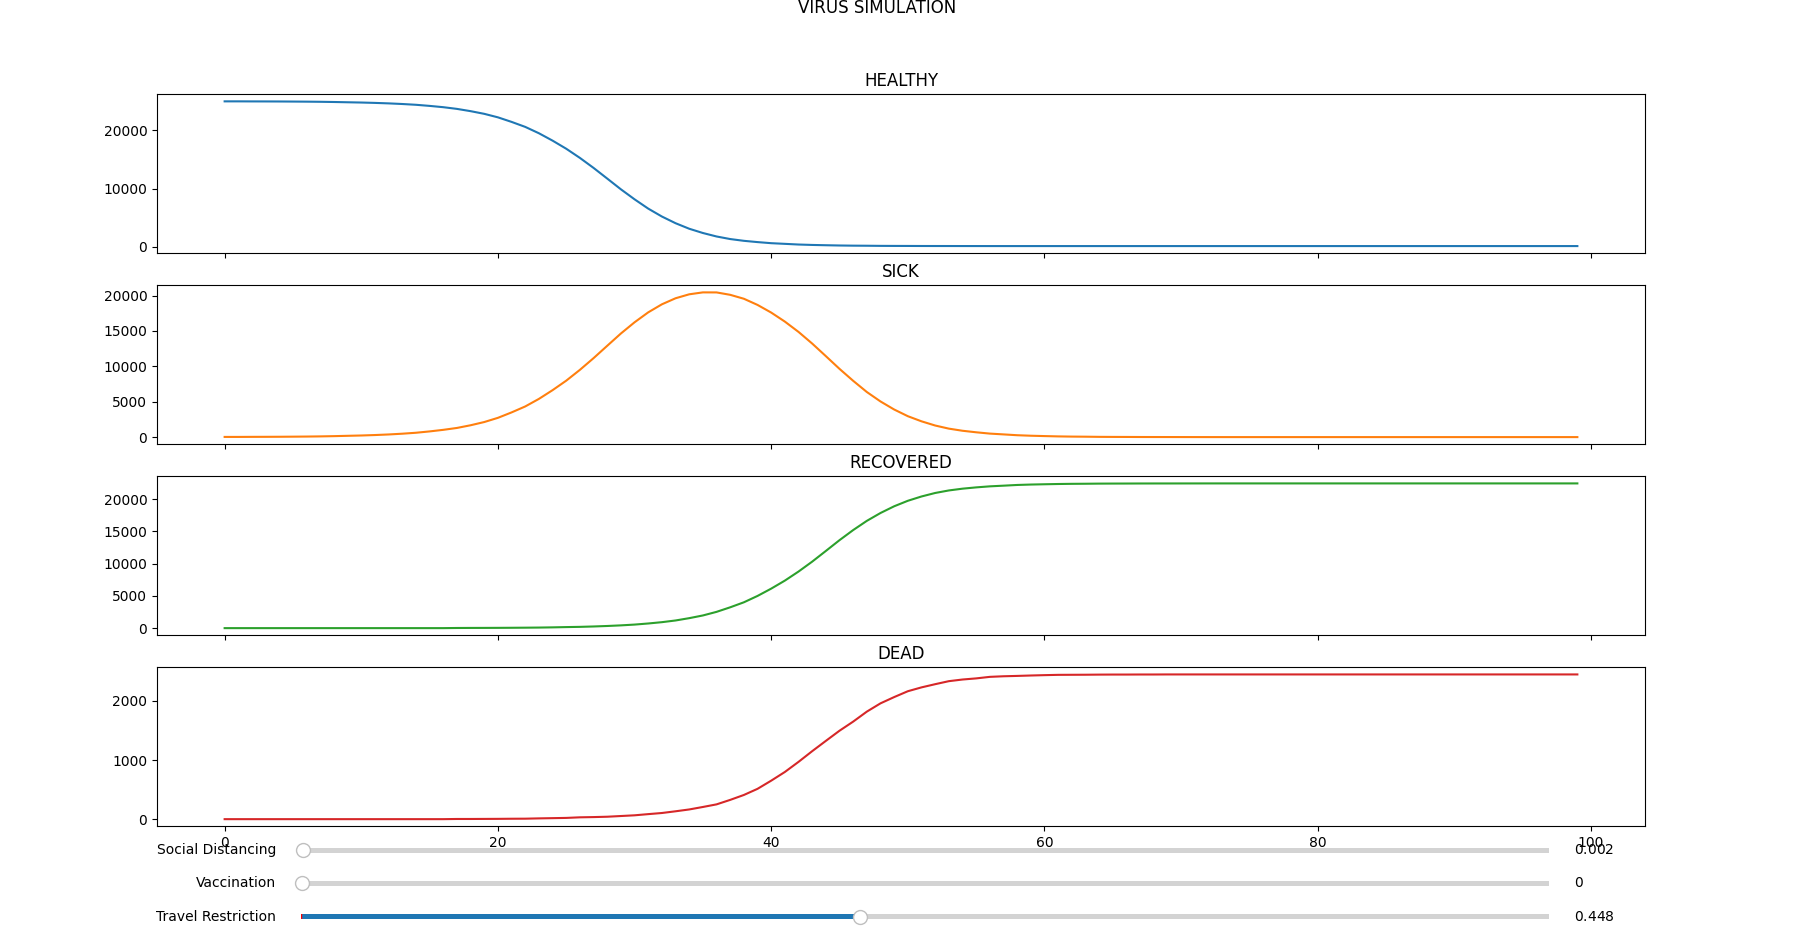 VIRUS SIMULATION
HEALTHY
20000
10000
0
SICK
20000
15000
10000
5000
0
RECOVERED
20000
15000
10000
5000
0
DEAD
2000
1000
0
0 20 40 60 80 100
Social Distancing 0.002
Vaccination 0
Travel Restriction 0.448